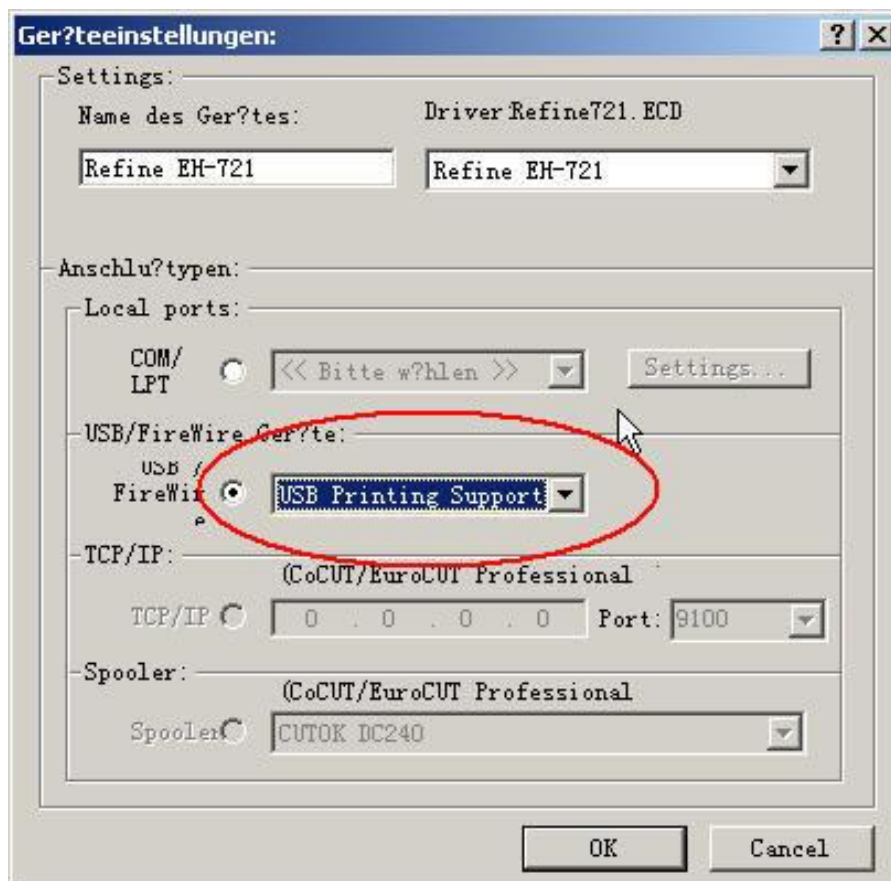 Ger?teeinstellungen:
Settings:
Name des Ger?tes:
Driver:Refine721.ECD
Refine EH-721
Refine EH-721
Anschlu?typen:
Local ports:
COM/
LPT
<< Bitte w?hlen >>
Settings...
USB/FireWire Ger?te:
USB /
FireWir
e
USB Printing Support
TCP/IP:
(CoCUT/EuroCUT Professional
TCP/IP
0 . 0 . 0 . 0
Port:
9100
Spooler:
(CoCUT/EuroCUT Professional
Spooler
CUTOK DC240
OK
Cancel